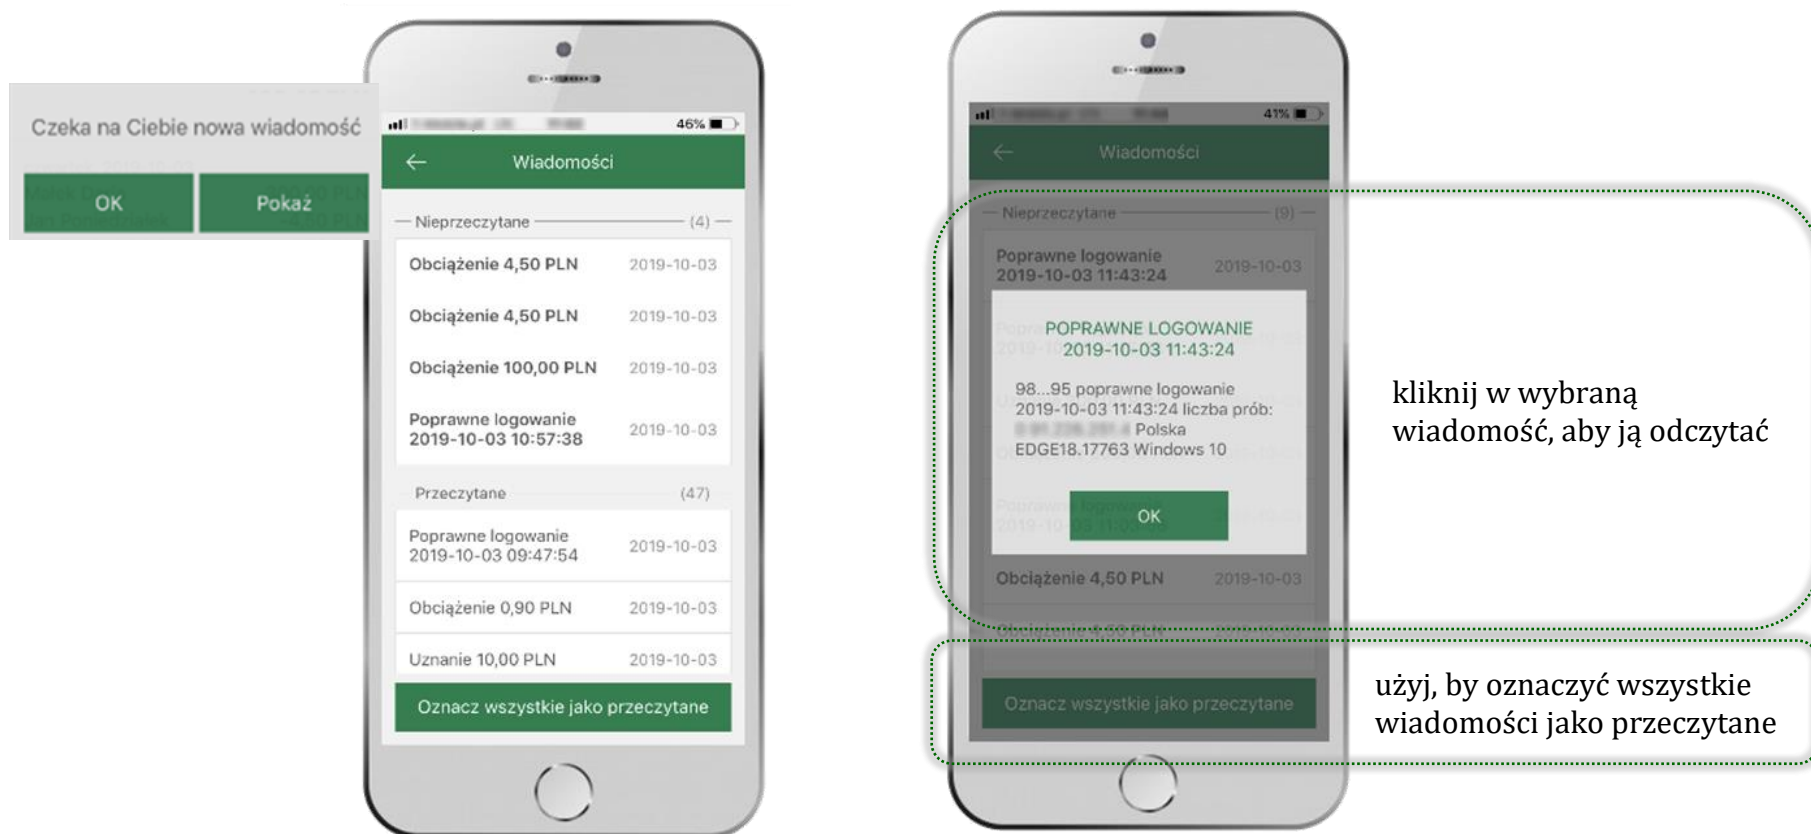 Czeka na Ciebie nowa wiadomość
OK
Pokaż
46%
Wiadomości
Nieprzeczytane (4)
Obciążenie 4,50 PLN 2019-10-03
Obciążenie 4,50 PLN 2019-10-03
Obciążenie 100,00 PLN 2019-10-03
Poprawne logowanie
2019-10-03 10:57:38 2019-10-03
Przeczytane (47)
Poprawne logowanie
2019-10-03 09:47:54 2019-10-03
Obciążenie 0,90 PLN 2019-10-03
Uznanie 10,00 PLN 2019-10-03
Oznacz wszystkie jako przeczytane
41%
Wiadomości
Nieprzeczytane (9)
Poprawne logowanie
2019-10-03 11:43:24 2019-10-03
POPRAWNE LOGOWANIE
2019-10-03 11:43:24
98...95 poprawne logowanie
2019-10-03 11:43:24 liczba prób:
Polska
EDGE18.17763 Windows 10
OK
Obciążenie 4,50 PLN 2019-10-03
Obciążenie 4,50 PLN 2019-10-03
Oznacz wszystkie jako przeczytane
kliknij w wybraną
wiadomość, aby ją odczytać
użyj, by oznaczyć wszystkie
wiadomości jako przeczytane